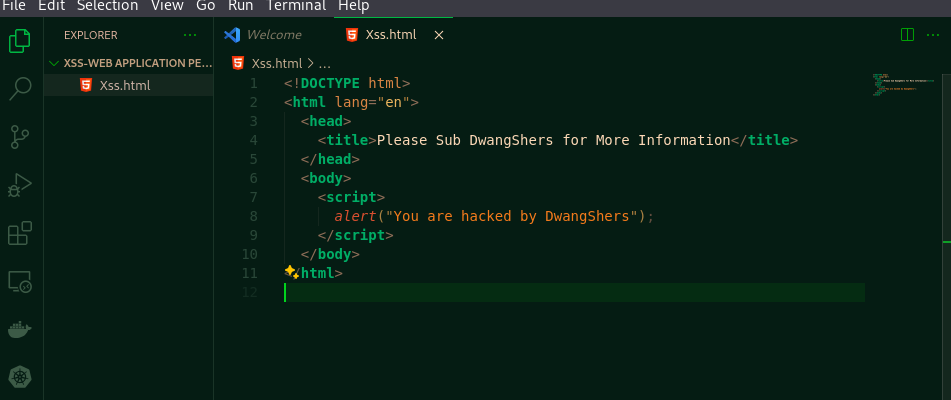 File Edit Selection View Go Run Terminal Help
EXPLORER ...
Welcome Xss.html
XSS-WEB APPLICATION PE...
Xss.html
Xss.html > ...
1 <!DOCTYPE html>
2 <html lang="en">
3 <head>
4 <title>Please Sub DwangShers for More Information</title>
5 </head>
6 <body>
7 <script>
8 alert("You are hacked by DwangShers");
9 </script>
10 </body>
11 </html>
12